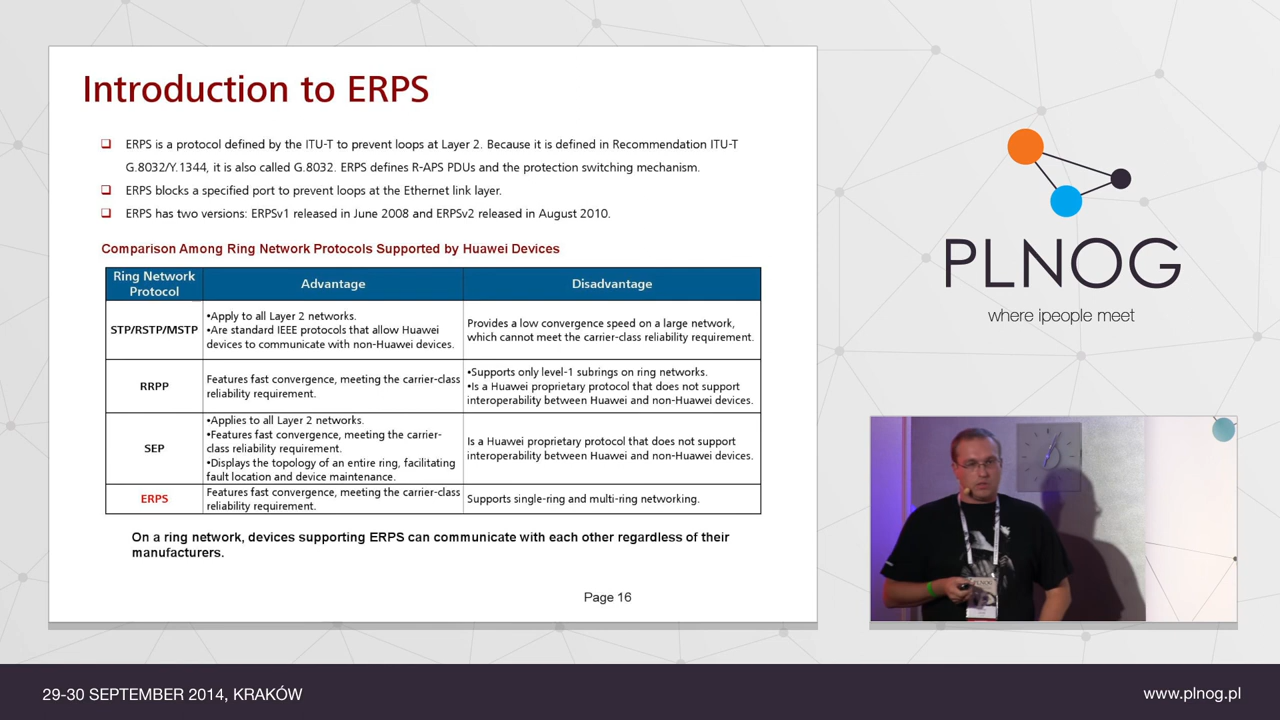 Introduction to ERPS
ERPS is a protocol defined by the ITU-T to prevent loops at Layer 2. Because it is defined in Recommendation ITU-T
G.8032/Y.1344, it is also called G.8032. ERPS defines R-APS PDUs and the protection switching mechanism.
ERPS blocks a specified port to prevent loops at the Ethernet link layer.
ERPS has two versions: ERPSv1 released in June 2008 and ERPSv2 released in August 2010.
Comparison Among Ring Network Protocols Supported by Huawei Devices
Ring Network
Protocol
Advantage
Disadvantage
STP/RSTP/MSTP
•Apply to all Layer 2 networks.
•Are standard IEEE protocols that allow Huawei
devices to communicate with non-Huawei devices.
Provides a low convergence speed on a large network,
which cannot meet the carrier-class reliability requirement.
RRPP
Features fast convergence, meeting the carrier-class
reliability requirement.
•Supports only level-1 subrings on ring networks.
•Is a Huawei proprietary protocol that does not support
interoperability between Huawei and non-Huawei devices.
SEP
•Applies to all Layer 2 networks.
•Features fast convergence, meeting the carrier-
class reliability requirement.
•Displays the topology of an entire ring, facilitating
fault location and device maintenance.
Is a Huawei proprietary protocol that does not support
interoperability between Huawei and non-Huawei devices.
ERPS
Features fast convergence, meeting the carrier-class
reliability requirement.
Supports single-ring and multi-ring networking.
On a ring network, devices supporting ERPS can communicate with each other regardless of their
manufacturers.
Page 16
PLNOG
where ipeople meet
PLNOG
29-30 SEPTEMBER 2014, KRAKÓW
www.plnog.pl